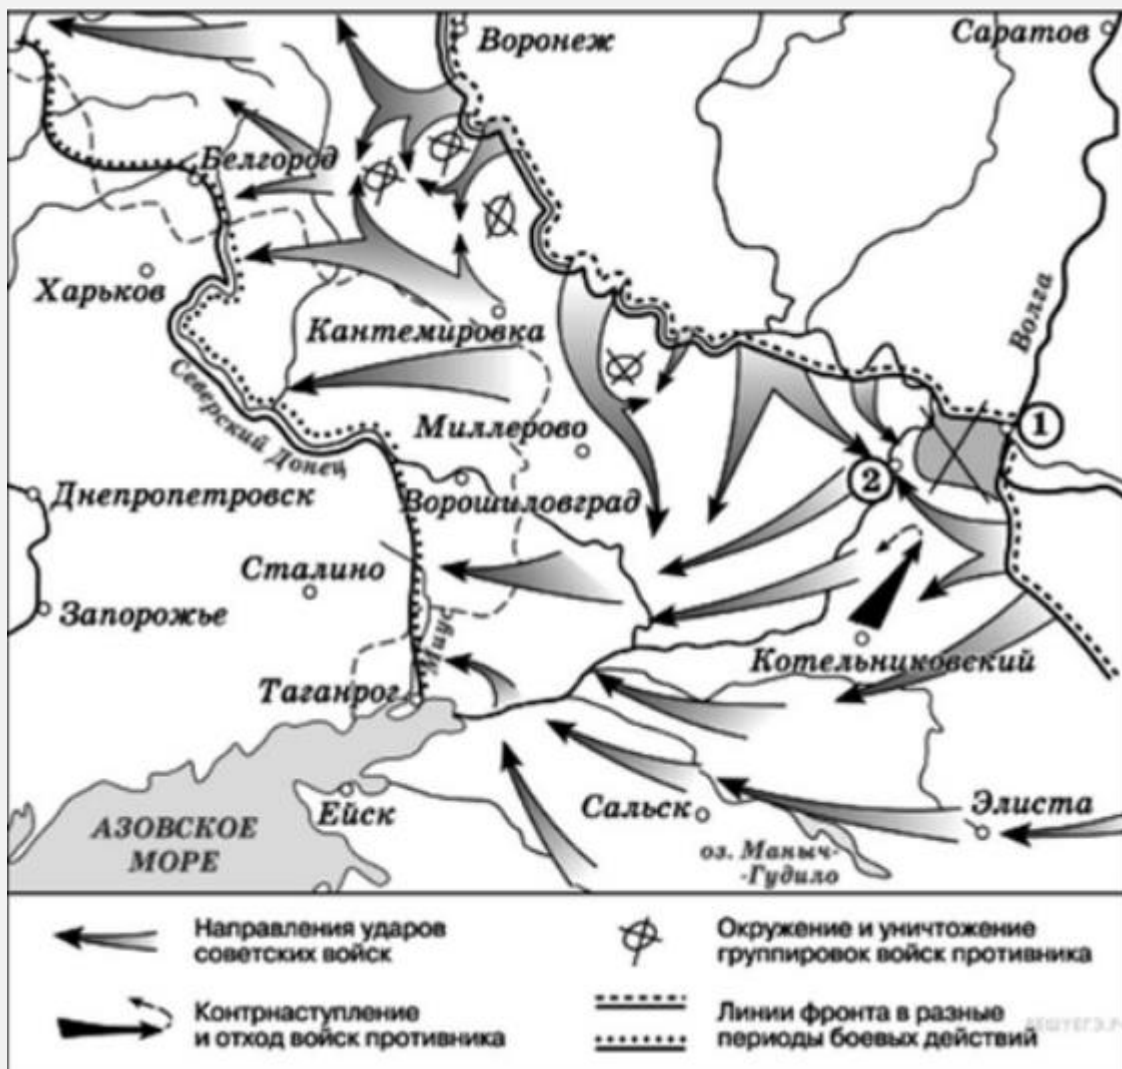 Воронеж
Саратов
Белгород
Харьков
Волга
Кантемировка
Северский Донец
Миллерово
1
Днепропетровск
Ворошиловград
2
Сталино
Запорожье
Миус
Котельниковский
Таганрог
АЗОВСКОЕ
МОРЕ
Ейск
Сальск
Элиста
оз. Маныч-
-Гудило
Направления ударов
советских войск
Окружение и уничтожение
группировок войск противника
Контрнаступление
и отход войск противника
Линии фронта в разные
периоды боевых действий